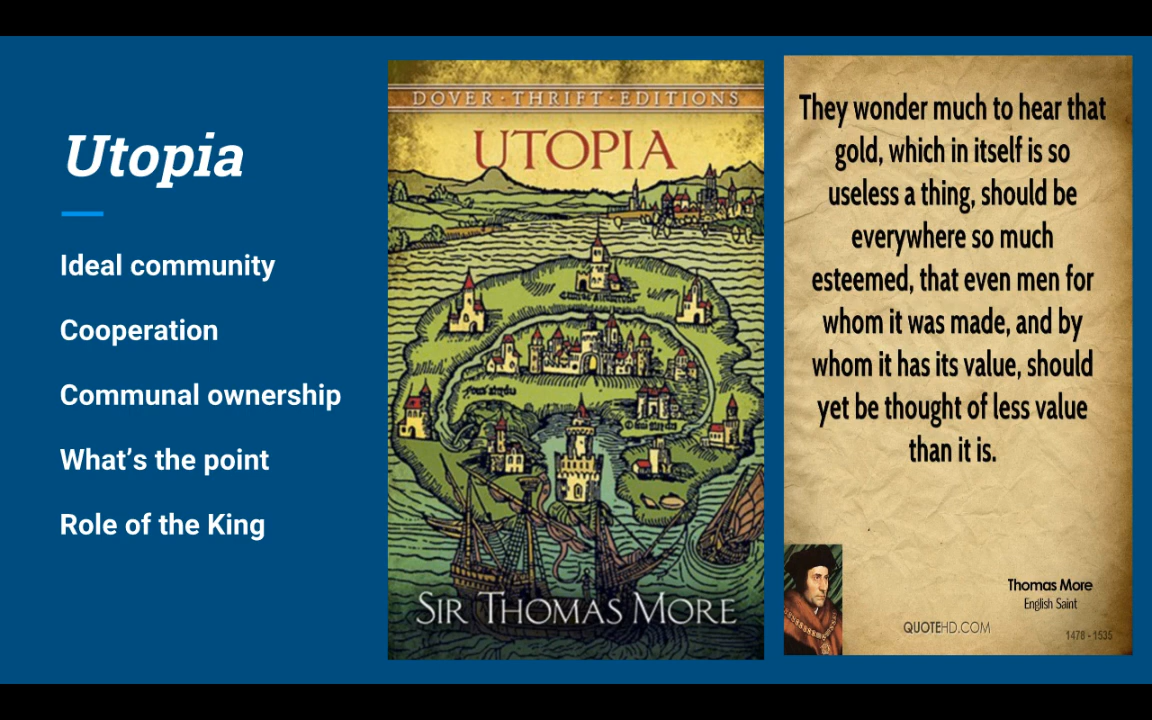 Utopia
Ideal community
Cooperation
Communal ownership
What's the point
Role of the King
DOVER · THRIFT · EDITIONS
UTOPIA
SIR THOMAS MORE
They wonder much to hear that
gold, which in itself is so
useless a thing, should be
everywhere so much
esteemed, that even men for
whom it was made, and by
whom it has its value, should
yet be thought of less value
than it is.
Thomas More
English Saint
QUOTEHD.COM
1478 - 1535